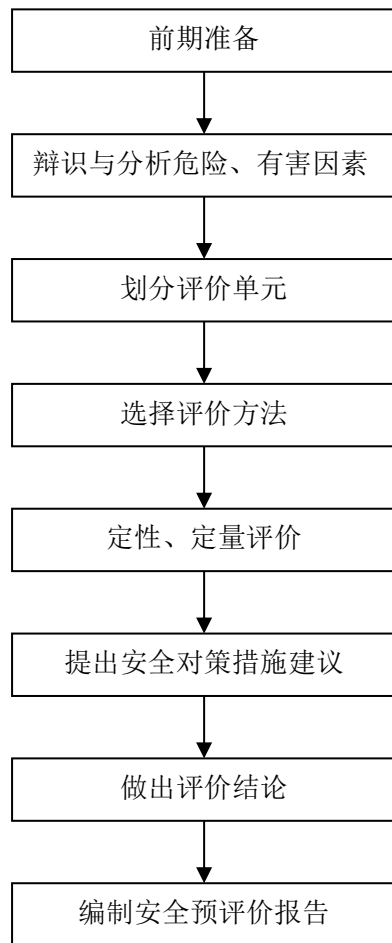 前期准备
辩识与分析危险、有害因素
划分评价单元
选择评价方法
定性、定量评价
提出安全对策措施建议
做出评价结论
编制安全预评价报告